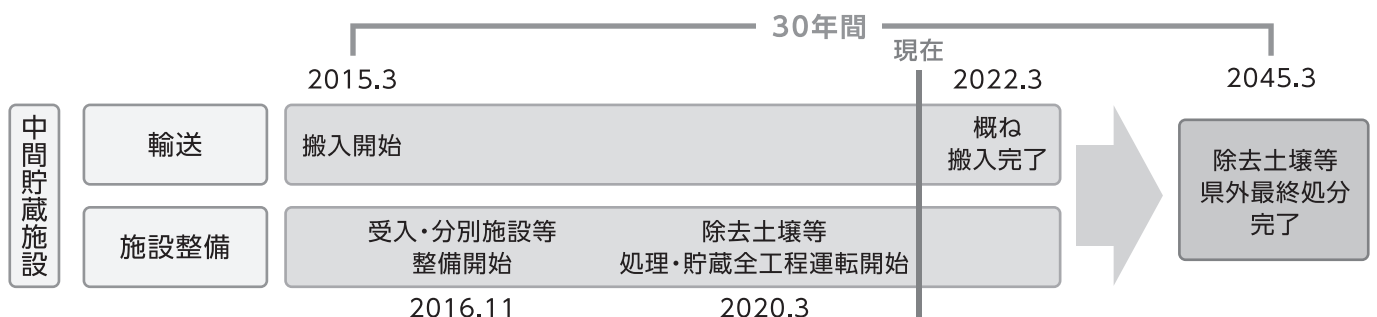 30年間
現在
2015.3
2022.3
2045.3
中間貯蔵施設
輸送
搬入開始
概ね
搬入完了
施設整備
受入・分別施設等
整備開始
除去土壌等
処理・貯蔵全工程運転開始
2016.11
2020.3
除去土壌等
県外最終処分
完了